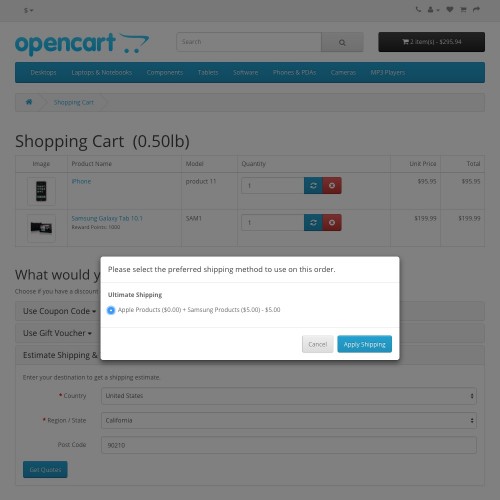 $
opencart
Search
2 item(s) - $295.94
Desktops Laptops & Notebooks Components Tablets Software Phones & PDAs Cameras MP3 Players
Shopping Cart
Shopping Cart (0.50lb)
Image Product Name Model Quantity Unit Price Total
iPhone product 11 1 $95.95 $95.95
Samsung Galaxy Tab 10.1 SAM1 1 $199.99 $199.99
Reward Points: 1000
Please select the preferred shipping method to use on this order.
Ultimate Shipping
Apple Products ($0.00) + Samsung Products ($5.00) - $5.00
Cancel Apply Shipping
What would y
Choose if you have a discount
Use Coupon Code
Use Gift Voucher
Estimate Shipping &
Enter your destination to get a shipping estimate.
* Country United States
* Region / State California
Post Code 90210
Get Quotes